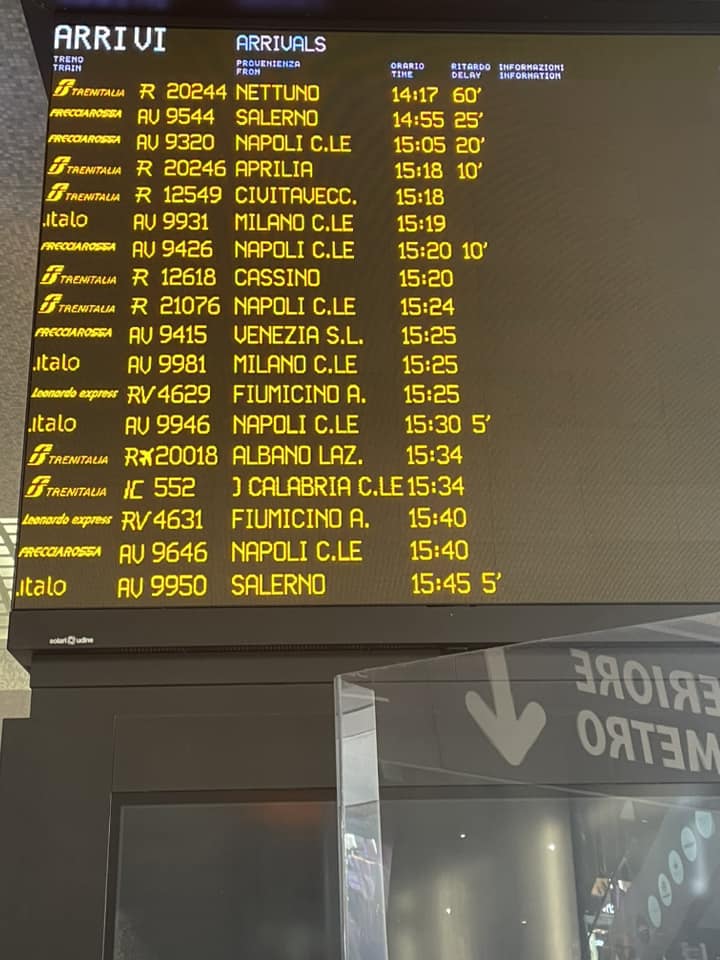 ARRIVI ARRIVALS
TRENO PROVENIENZA ORARIO RITARDO INFORMAZIONI
TRAIN FROM TIME DELAY INFORMATION
TRENITALIA R 20244 NETTUNO 14:17 60'
FRECCIAROSSA AV 9544 SALERNO 14:55 25'
FRECCIAROSSA AV 9320 NAPOLI C.LE 15:05 20'
TRENITALIA R 20246 APRILIA 15:18 10'
TRENITALIA R 12549 CIVITAVECC. 15:18
.italo AV 9931 MILANO C.LE 15:19
FRECCIAROSSA AV 9426 NAPOLI C.LE 15:20 10'
TRENITALIA R 12618 CASSINO 15:20
TRENITALIA R 21076 NAPOLI C.LE 15:24
FRECCIAROSSA AV 9415 VENEZIA S.L. 15:25
.italo AV 9981 MILANO C.LE 15:25
Leonardo express RV 4629 FIUMICINO A. 15:25
.italo AV 9946 NAPOLI C.LE 15:30 5'
TRENITALIA R 20018 ALBANO LAZ. 15:34
TRENITALIA IC 552 CALABRIA C.LE 15:34
Leonardo express RV 4631 FIUMICINO A. 15:40
FRECCIAROSSA AV 9646 NAPOLI C.LE 15:40
.italo AV 9950 SALERNO 15:45 5'
solari udine
ERIORE
METRO